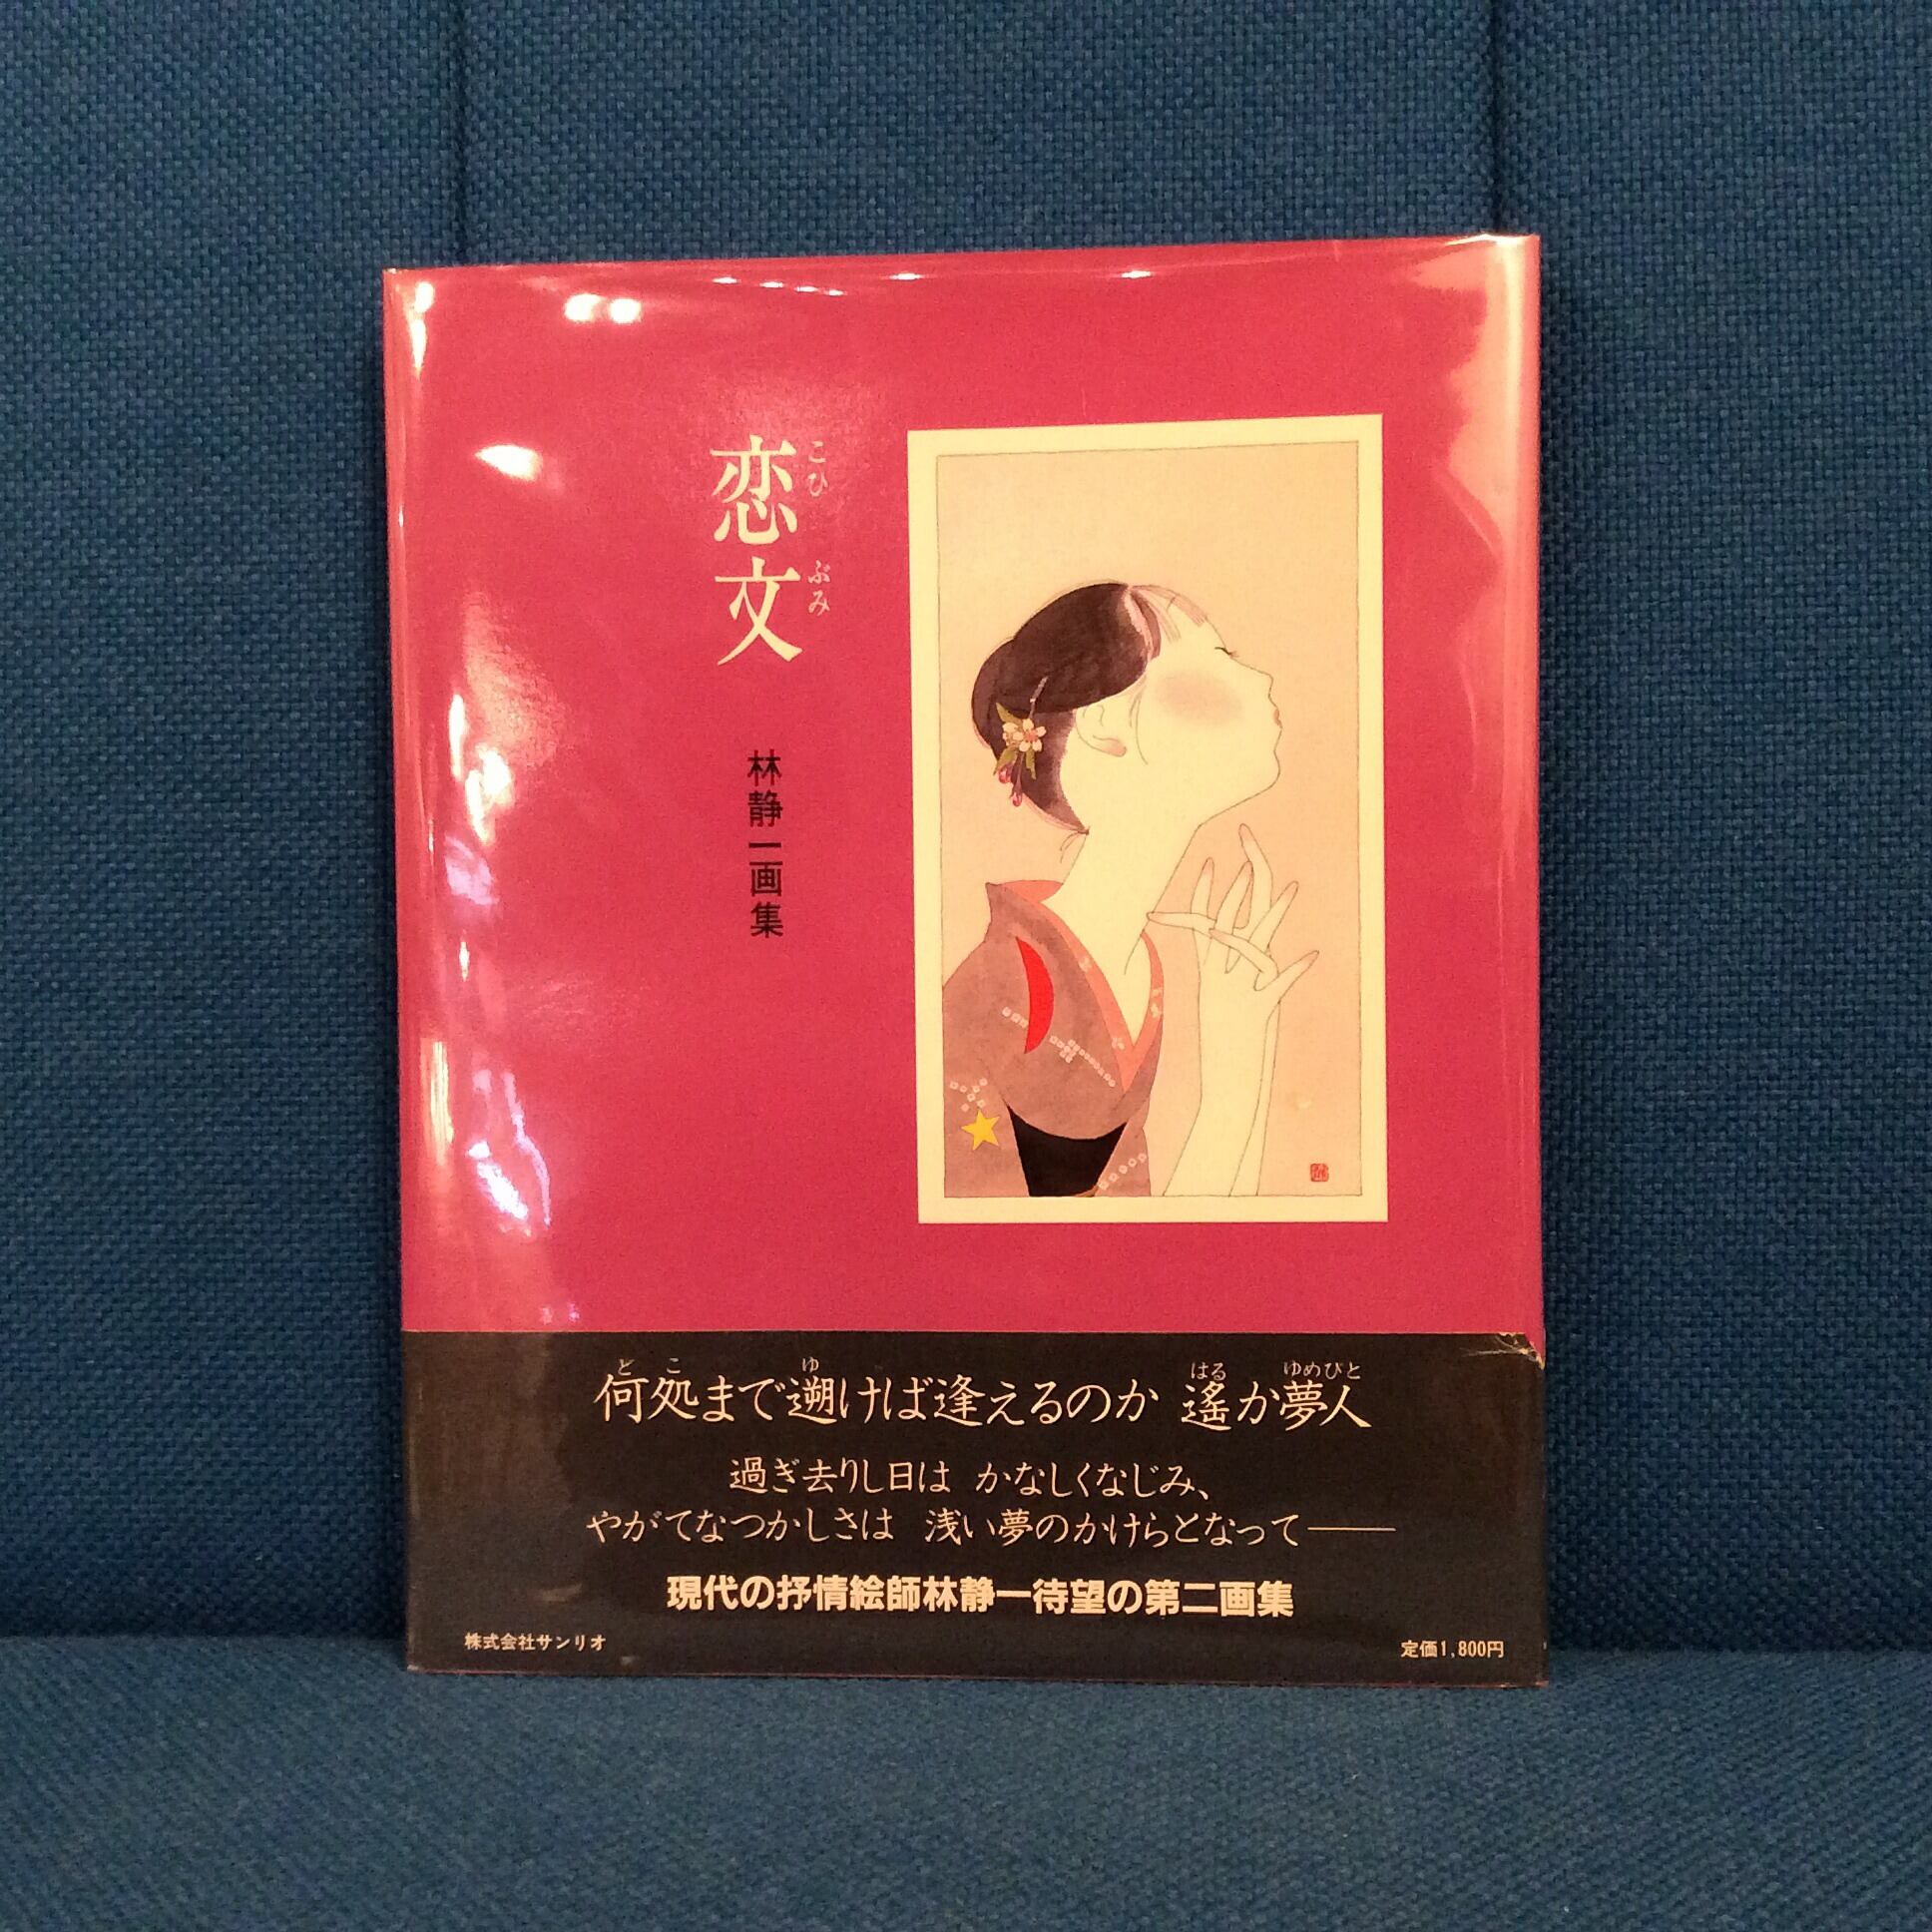 恋文
こひぶみ
林静一画集
何処まで遡けば逢えるのか 遙か夢人
どこ ゆ はる ゆめびと
過ぎ去りし日は かなしくなじみ、
やがてなつかしさは 浅い夢のかけらとなって――
現代の抒情絵師林静一待望の第二画集
株式会社サンリオ
定価1,800円